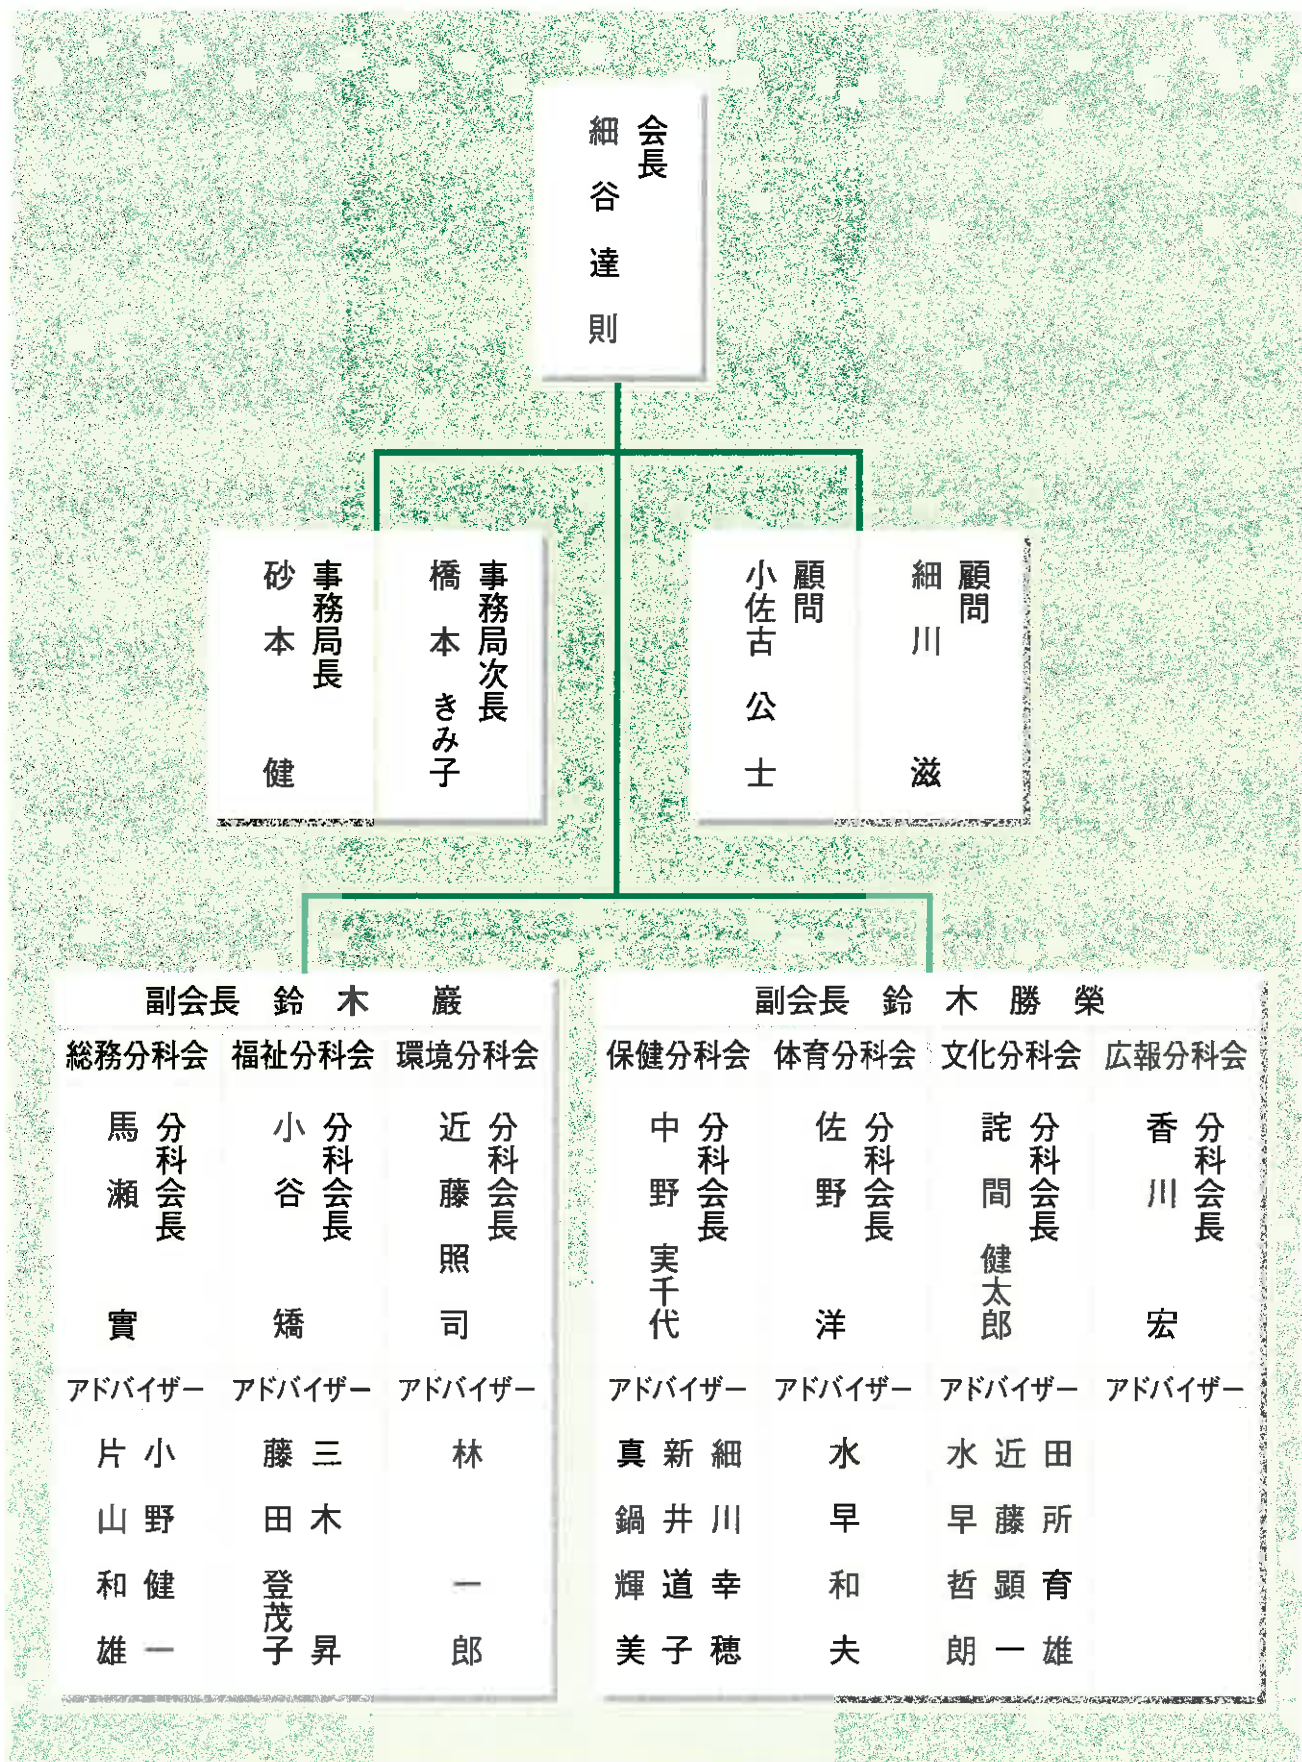 会長
細谷達則
顧問
細川 滋
顧問
小佐古公士
事務局次長
橋本きみ子
事務局長
砂本 健
副会長 鈴木 巌
総務分科会
分科会長
馬瀬 實
アドバイザー
小野健一
片山和雄
福祉分科会
分科会長
小谷 矯
アドバイザー
三木 昇
藤田登茂子
環境分科会
分科会長
近藤照司
アドバイザー
林 一郎
副会長 鈴木勝榮
保健分科会
分科会長
中野実千代
アドバイザー
細川幸穂
新井道子
真鍋輝美
体育分科会
分科会長
佐野 洋
アドバイザー
水早和夫
文化分科会
分科会長
詫間健太郎
アドバイザー
田所育雄
近藤顕一
水早哲朗
広報分科会
分科会長
香川 宏
アドバイザー